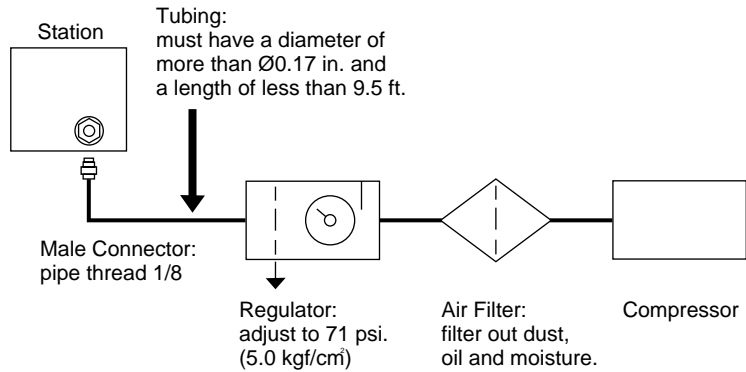 Station
Tubing:
must have a diameter of
more than Ø0.17 in. and
a length of less than 9.5 ft.
Male Connector:
pipe thread 1/8
Regulator:
adjust to 71 psi.
(5.0 kgf/cm²)
Air Filter:
filter out dust,
oil and moisture.
Compressor